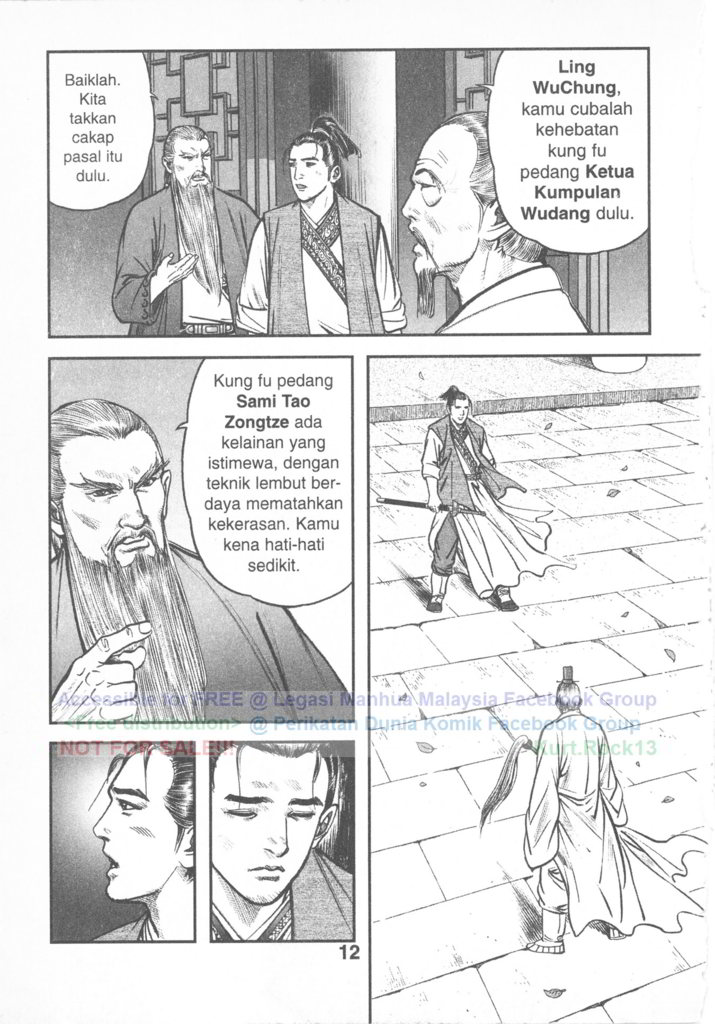 Baiklah.
Kita
takkan
cakap
pasal itu
dulu.
Ling
WuChung,
kamu cubalah
kehebatan
kung fu
pedang Ketua
Kumpulan
Wudang dulu.
Kung fu pedang
Sami Tao
Zongtze ada
kelainan yang
istimewa, dengan
teknik lembut ber-
daya mematahkan
kekerasan. Kamu
kena hati-hati
sedikit.
Accessible for FREE @ Legasi Manhua Malaysia Facebook Group
<Free distribution> @ Perikatan Dunia Komik Facebook Group
NOT FOR SALE!!! Kurt.Rock13
12